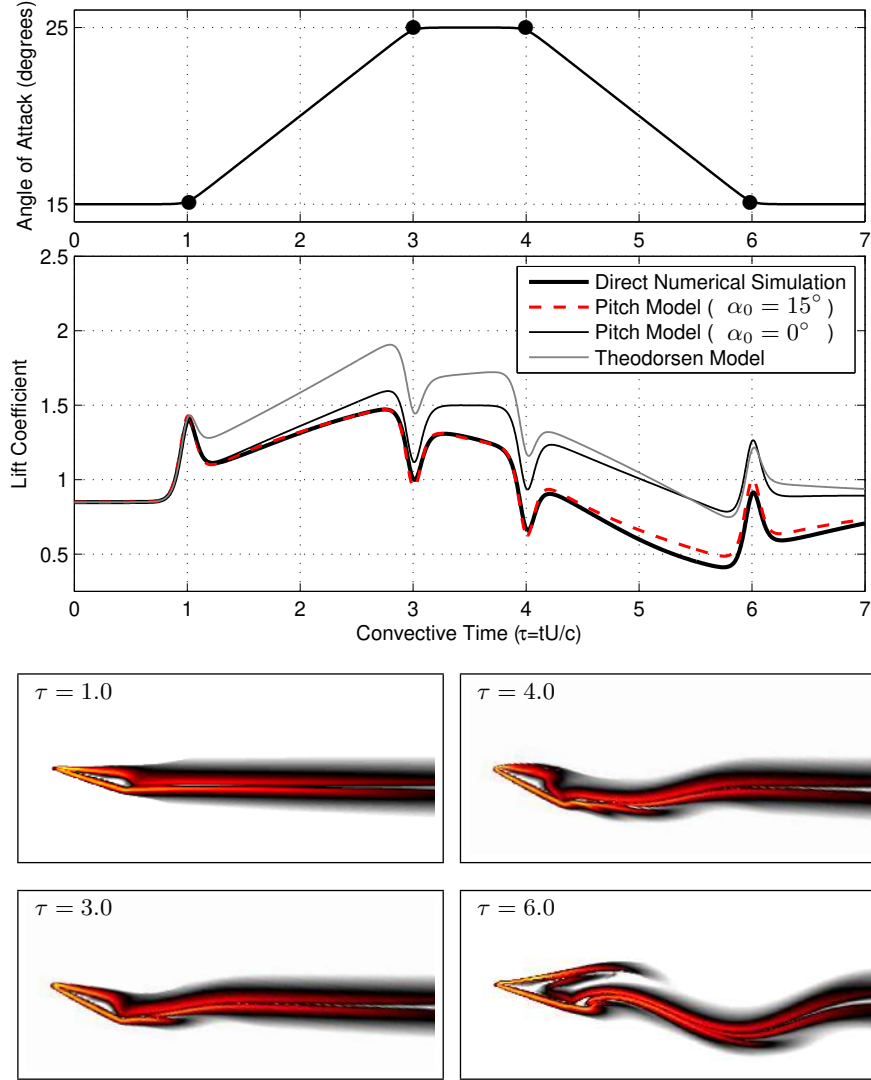 Angle of Attack (degrees)
25
15
0 1 2 3 4 5 6 7
Lift Coefficient
2.5
2
1.5
1
0.5
Direct Numerical Simulation
Pitch Model ( α₀ = 15° )
Pitch Model ( α₀ = 0° )
Theodorsen Model
0 1 2 3 4 5 6 7
Convective Time (τ=tU/c)
τ = 1.0
τ = 4.0
τ = 3.0
τ = 6.0